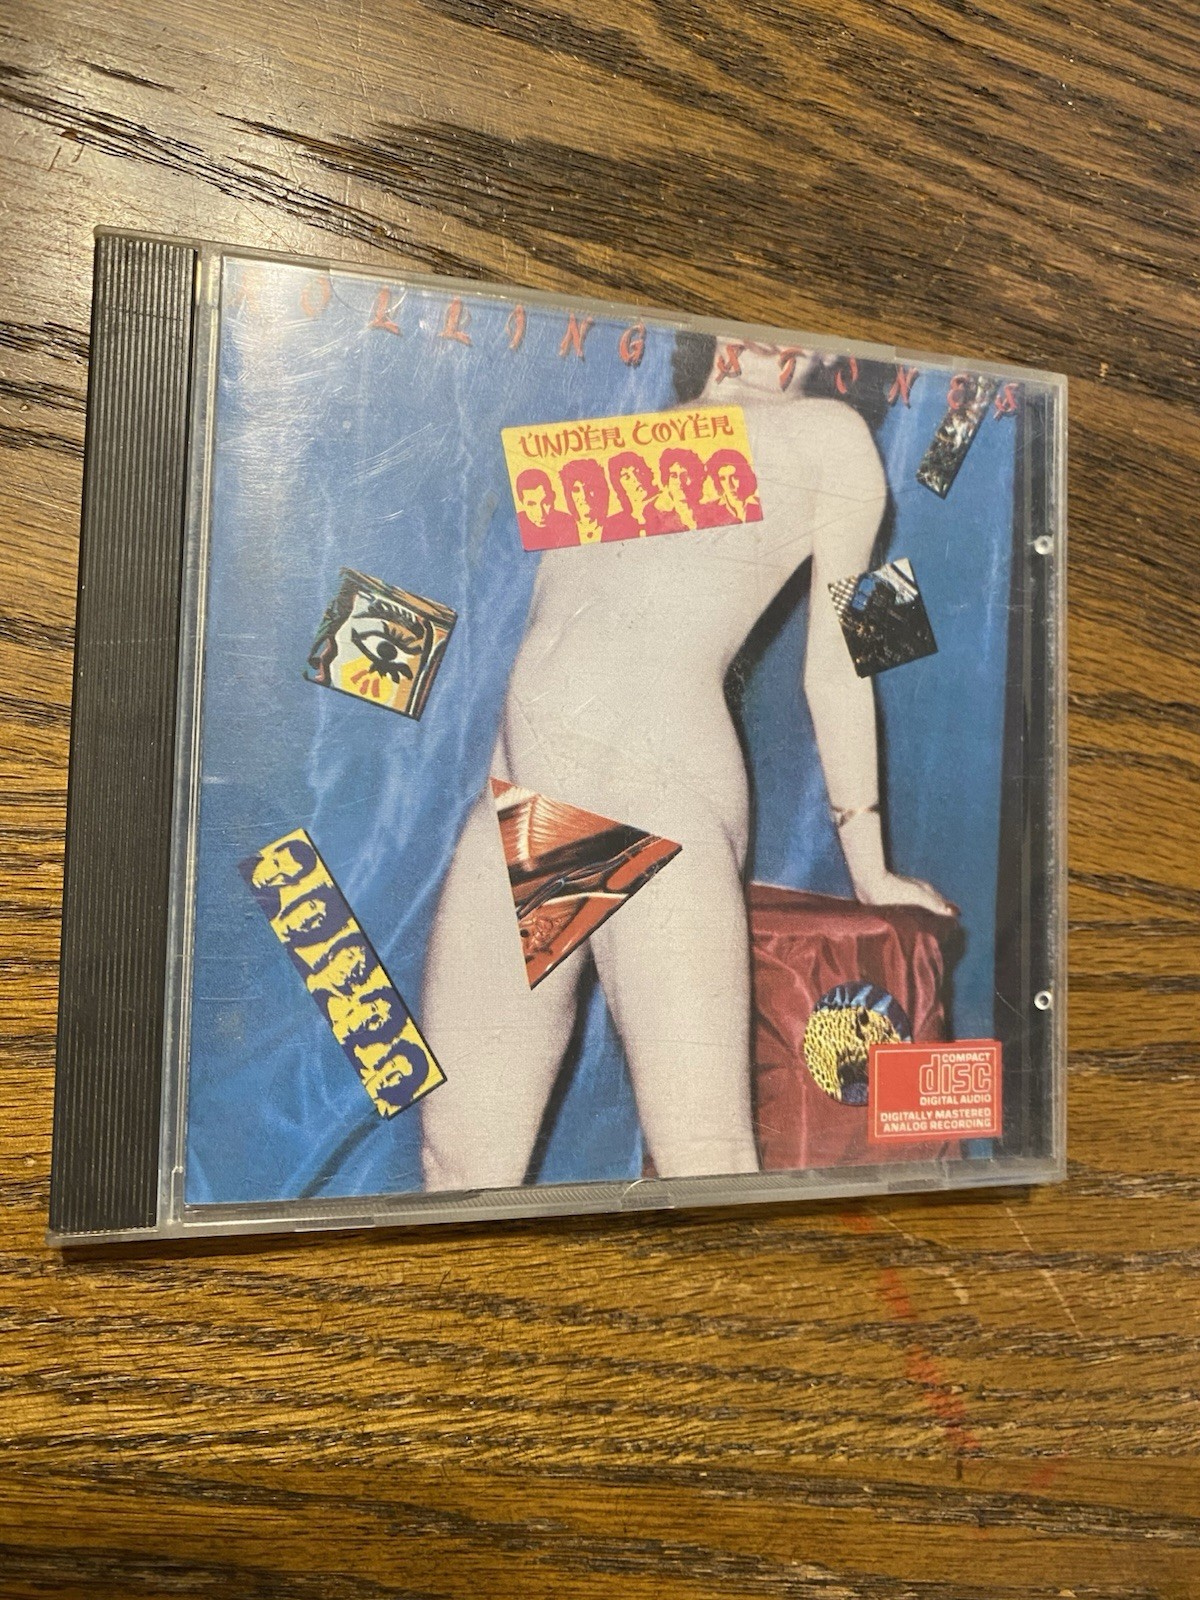 ROLLING STONES
UNDER COVER
COMPACT
disc
DIGITAL AUDIO
DIGITALLY MASTERED
ANALOG RECORDING